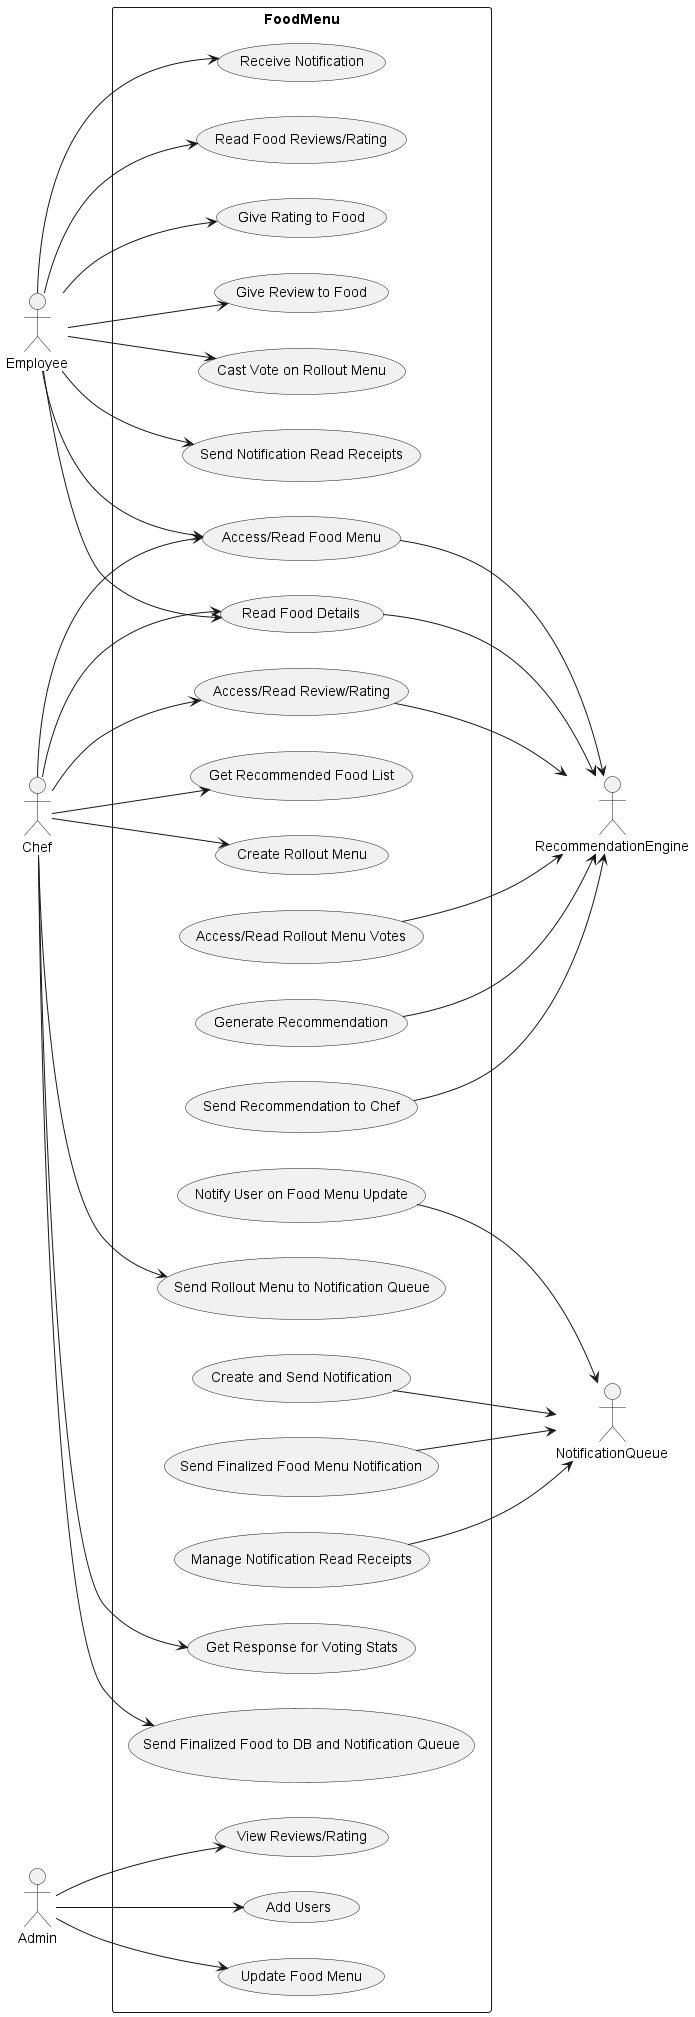 FoodMenu
Receive Notification
Read Food Reviews/Rating
Give Rating to Food
Give Review to Food
Employee
Cast Vote on Rollout Menu
Send Notification Read Receipts
Access/Read Food Menu
Read Food Details
Access/Read Review/Rating
Get Recommended Food List
Chef
RecommendationEngine
Create Rollout Menu
Access/Read Rollout Menu Votes
Generate Recommendation
Send Recommendation to Chef
Notify User on Food Menu Update
Send Rollout Menu to Notification Queue
Create and Send Notification
NotificationQueue
Send Finalized Food Menu Notification
Manage Notification Read Receipts
Get Response for Voting Stats
Send Finalized Food to DB and Notification Queue
View Reviews/Rating
Add Users
Admin
Update Food Menu